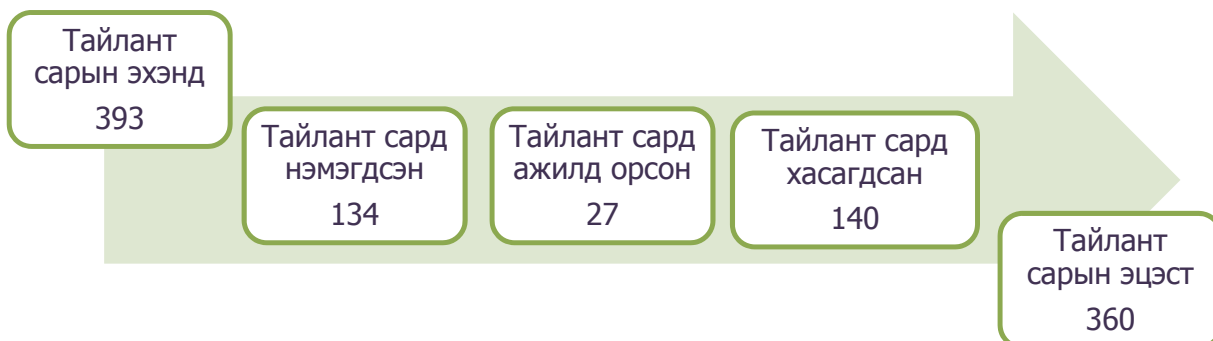 Тайлант
сарын эхэнд
393
Тайлант сард
нэмэгдсэн
134
Тайлант сард
ажилд орсон
27
Тайлант сард
хасагдсан
140
Тайлант
сарын эцэст
360